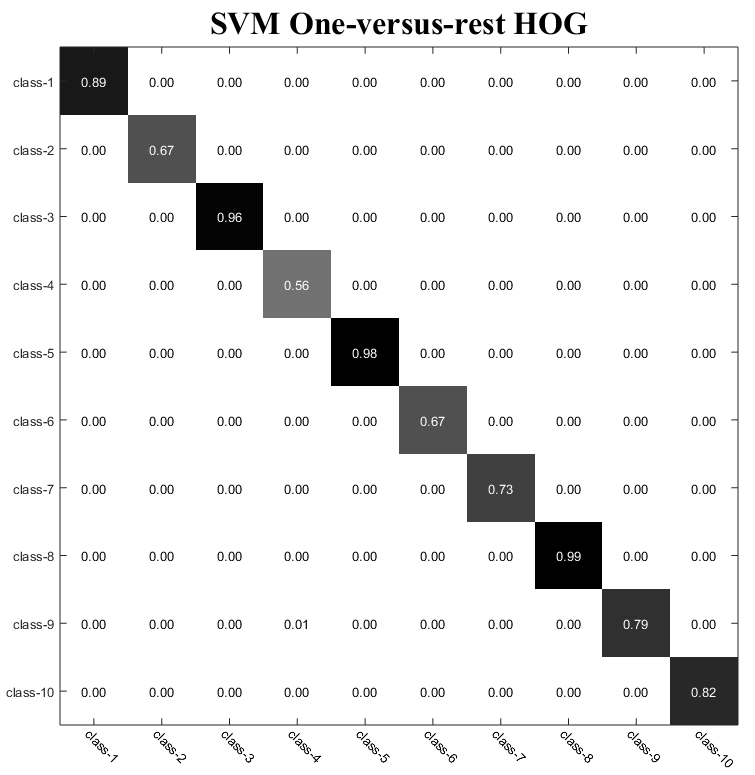 SVM One-versus-rest HOG
class-1 0.89 0.00 0.00 0.00 0.00 0.00 0.00 0.00 0.00 0.00
class-2 0.00 0.67 0.00 0.00 0.00 0.00 0.00 0.00 0.00 0.00
class-3 0.00 0.00 0.96 0.00 0.00 0.00 0.00 0.00 0.00 0.00
class-4 0.00 0.00 0.00 0.56 0.00 0.00 0.00 0.00 0.00 0.00
class-5 0.00 0.00 0.00 0.00 0.98 0.00 0.00 0.00 0.00 0.00
class-6 0.00 0.00 0.00 0.00 0.00 0.67 0.00 0.00 0.00 0.00
class-7 0.00 0.00 0.00 0.00 0.00 0.00 0.73 0.00 0.00 0.00
class-8 0.00 0.00 0.00 0.00 0.00 0.00 0.00 0.99 0.00 0.00
class-9 0.00 0.00 0.00 0.01 0.00 0.00 0.00 0.00 0.79 0.00
class-10 0.00 0.00 0.00 0.00 0.00 0.00 0.00 0.00 0.00 0.82
class-1 class-2 class-3 class-4 class-5 class-6 class-7 class-8 class-9 class-10